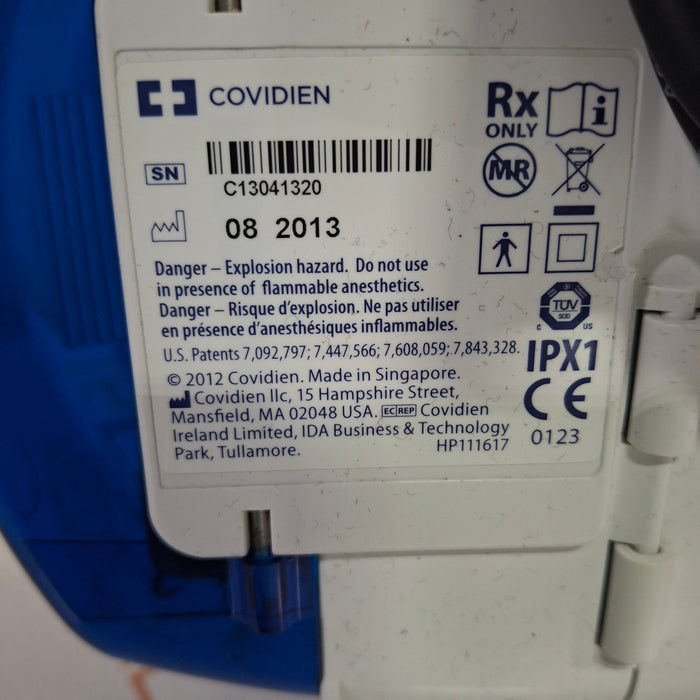 COVIDIEN
Rx
ONLY
i
SN
C13041320
MR
08 2013
Danger – Explosion hazard. Do not use
in presence of flammable anesthetics.
Danger – Risque d'explosion. Ne pas utiliser
en présence d'anesthésiques inflammables.
U.S. Patents 7,092,797; 7,447,566; 7,608,059; 7,843,328.
TÜV
SÜD
C US
IPX1
© 2012 Covidien. Made in Singapore.
Covidien llc, 15 Hampshire Street,
Mansfield, MA 02048 USA. EC REP Covidien
Ireland Limited, IDA Business & Technology
Park, Tullamore.
HP111617
CE
0123